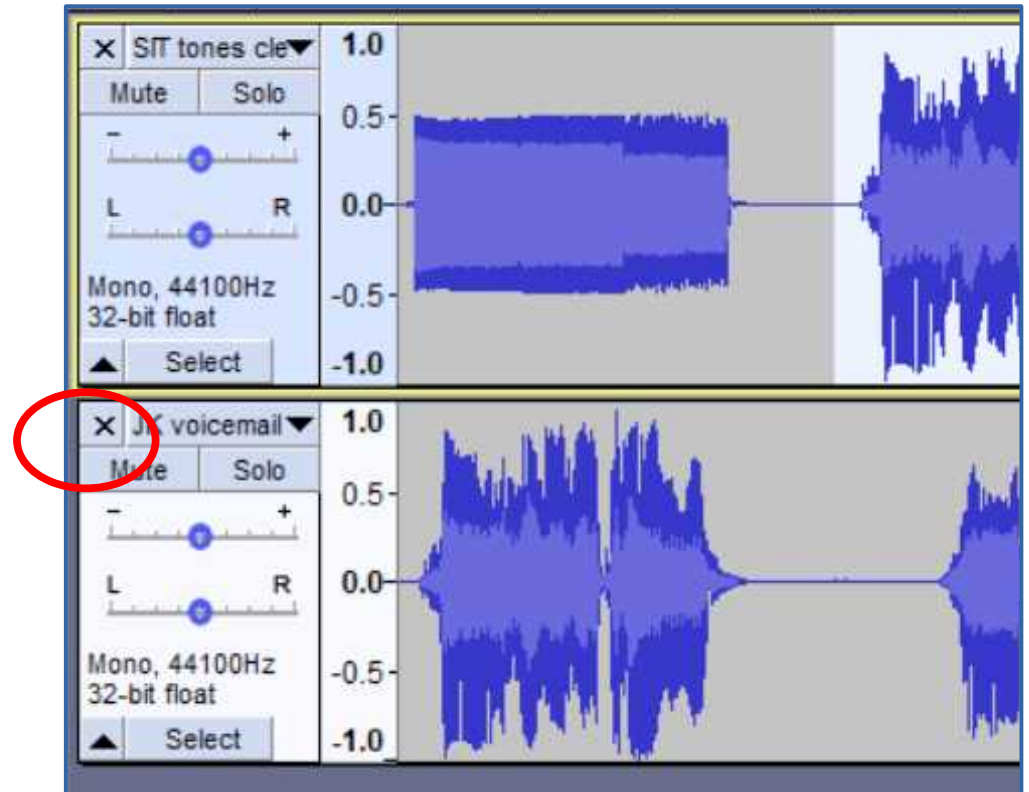 SIT tones cle
Mute Solo
- +
L R
Mono, 44100Hz
32-bit float
Select
1.0
0.5
0.0
-0.5
-1.0
JK voicemail
Mute Solo
- +
L R
Mono, 44100Hz
32-bit float
Select
1.0
0.5
0.0
-0.5
-1.0